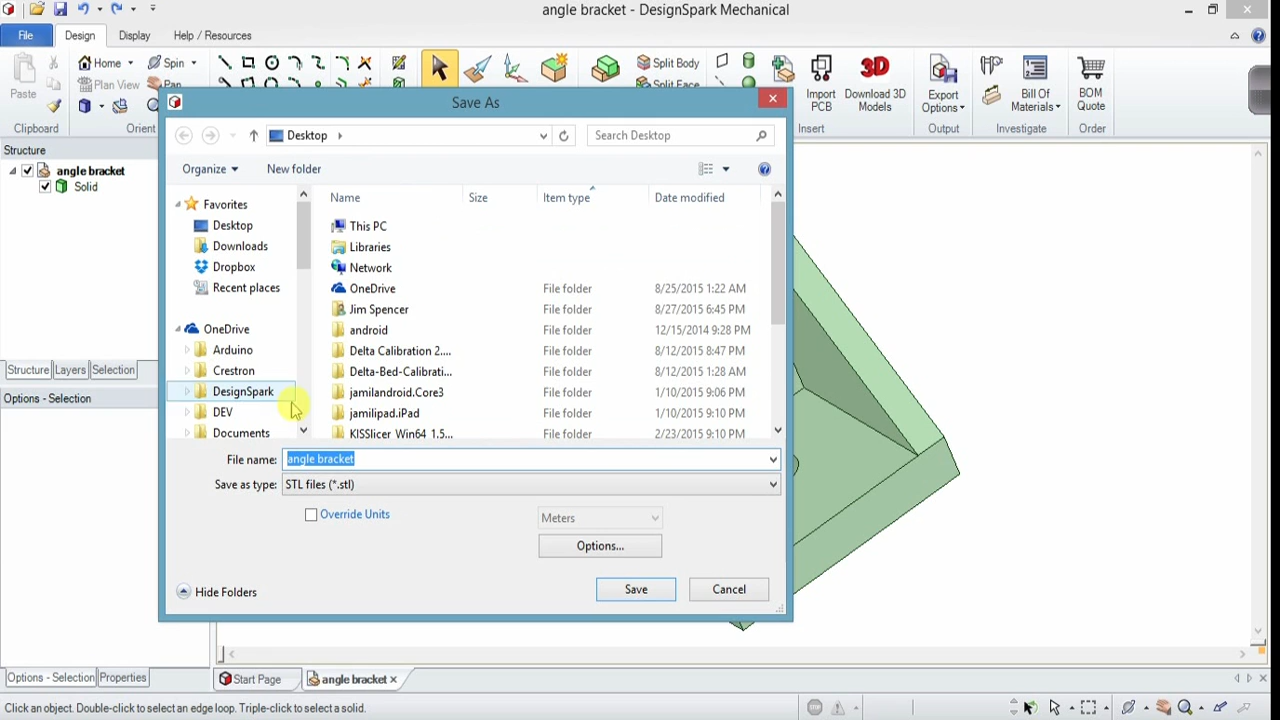 angle bracket - DesignSpark Mechanical
File Design Display Help / Resources
Paste
Clipboard
Home Spin
Plan View Pan
Orient
Split Body
Split Face
Import PCB
Download 3D Models
Insert
Export Options
Output
Bill Of Materials
Investigate
BOM Quote
Order
3D
Structure
angle bracket
Solid
Structure Layers Selection
Options - Selection
Save As
Desktop
Search Desktop
Organize New folder
Favorites
Desktop
Downloads
Dropbox
Recent places
OneDrive
Arduino
Crestron
DesignSpark
DEV
Documents
Name Size Item type Date modified
This PC
Libraries
Network
OneDrive File folder 8/25/2015 1:22 AM
Jim Spencer File folder 8/27/2015 6:45 PM
android File folder 12/15/2014 9:28 PM
Delta Calibration 2.... File folder 8/12/2015 8:47 PM
Delta-Bed-Calibrati... File folder 8/12/2015 1:28 AM
jamilandroid.Core3 File folder 1/10/2015 9:06 PM
jamilipad.iPad File folder 1/10/2015 9:10 PM
KISSlicer Win64 1.5... File folder 2/23/2015 9:10 PM
File name: angle bracket
Save as type: STL files (*.stl)
Override Units
Meters
Options...
Hide Folders
Save Cancel
Options - Selection Properties
Start Page angle bracket
Click an object. Double-click to select an edge loop. Triple-click to select a solid.